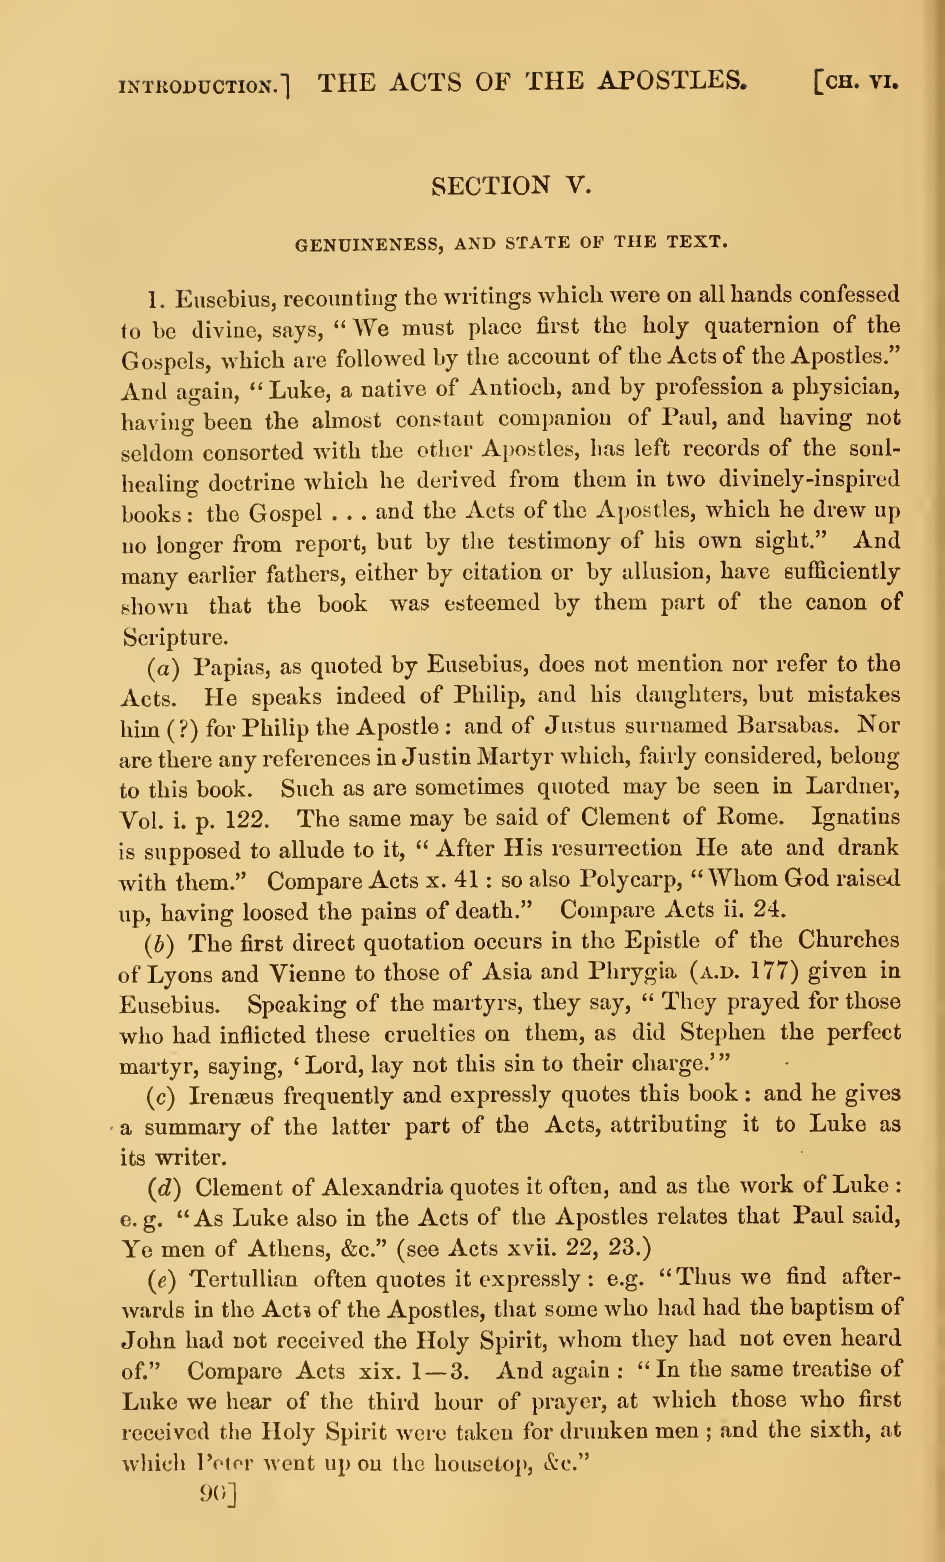 INTRODUCTION.] THE ACTS OF THE APOSTLES. [CH. VI.
SECTION V.
GENUINENESS, AND STATE OF THE TEXT.
1. Eusebius, recounting the writings which were on all hands confessed
to be divine, says, “We must place first the holy quaternion of the
Gospels, which are followed by the account of the Acts of the Apostles.”
And again, “Luke, a native of Antioch, and by profession a physician,
having been the almost constant companion of Paul, and having not
seldom consorted with the other Apostles, has left records of the soul-
healing doctrine which he derived from them in two divinely-inspired
books: the Gospel . . . and the Acts of the Apostles, which he drew up
no longer from report, but by the testimony of his own sight.” And
many earlier fathers, either by citation or by allusion, have sufficiently
shown that the book was esteemed by them part of the canon of
Scripture.
(a) Papias, as quoted by Eusebius, does not mention nor refer to the
Acts. He speaks indeed of Philip, and his daughters, but mistakes
him (?) for Philip the Apostle: and of Justus surnamed Barsabas. Nor
are there any references in Justin Martyr which, fairly considered, belong
to this book. Such as are sometimes quoted may be seen in Lardner,
Vol. i. p. 122. The same may be said of Clement of Rome. Ignatius
is supposed to allude to it, “After His resurrection He ate and drank
with them.” Compare Acts x. 41: so also Polycarp, “Whom God raised
up, having loosed the pains of death.” Compare Acts ii. 24.
(b) The first direct quotation occurs in the Epistle of the Churches
of Lyons and Vienne to those of Asia and Phrygia (A.D. 177) given in
Eusebius. Speaking of the martyrs, they say, “They prayed for those
who had inflicted these cruelties on them, as did Stephen the perfect
martyr, saying, ‘Lord, lay not this sin to their charge.’”
(c) Irenæus frequently and expressly quotes this book: and he gives
a summary of the latter part of the Acts, attributing it to Luke as
its writer.
(d) Clement of Alexandria quotes it often, and as the work of Luke:
e. g. “As Luke also in the Acts of the Apostles relates that Paul said,
Ye men of Athens, &c.” (see Acts xvii. 22, 23.)
(e) Tertullian often quotes it expressly: e.g. “Thus we find after-
wards in the Acts of the Apostles, that some who had had the baptism of
John had not received the Holy Spirit, whom they had not even heard
of.” Compare Acts xix. 1—3. And again: “In the same treatise of
Luke we hear of the third hour of prayer, at which those who first
received the Holy Spirit were taken for drunken men; and the sixth, at
which Peter went up on the housetop, &c.”
90]